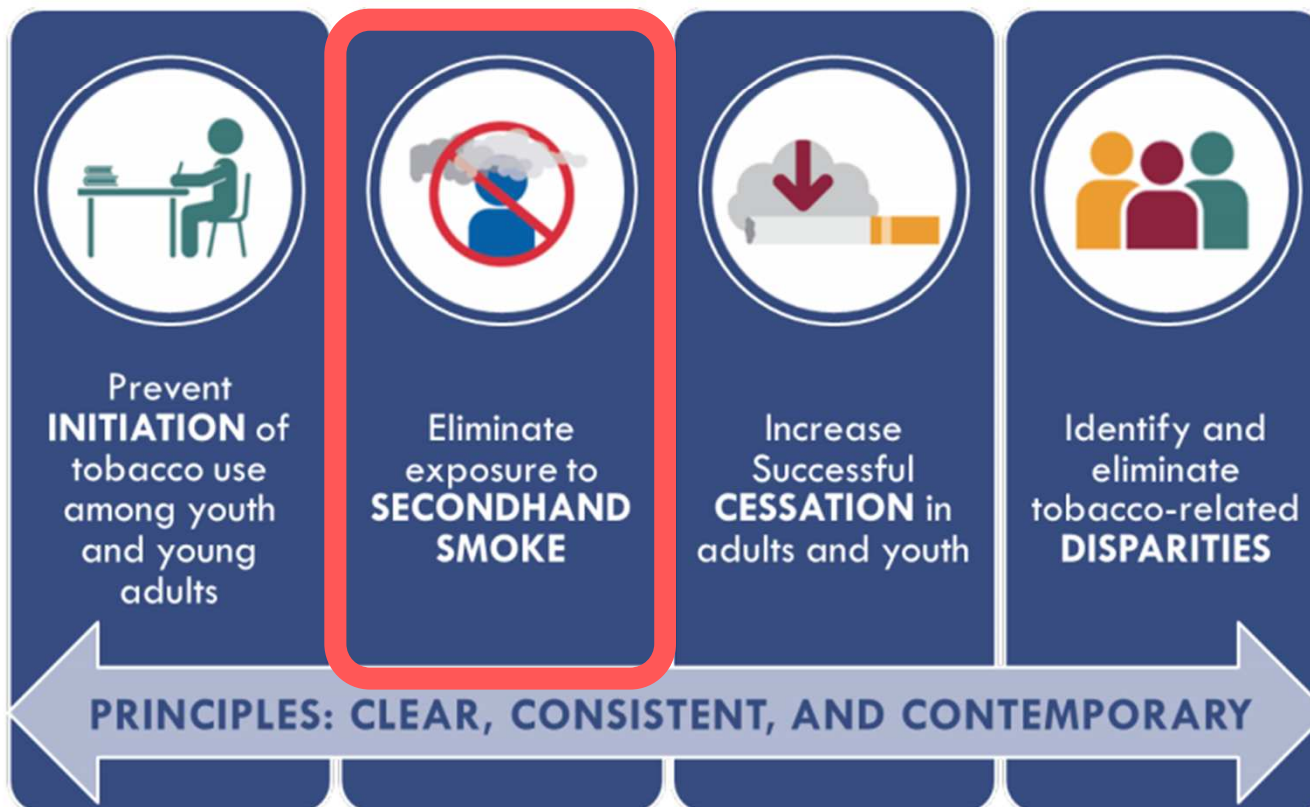 Prevent
INITIATION of
tobacco use
among youth
and young
adults
Eliminate
exposure to
SECONDHAND
SMOKE
Increase
Successful
CESSATION in
adults and youth
Identify and
eliminate
tobacco-related
DISPARITIES
PRINCIPLES: CLEAR, CONSISTENT, AND CONTEMPORARY